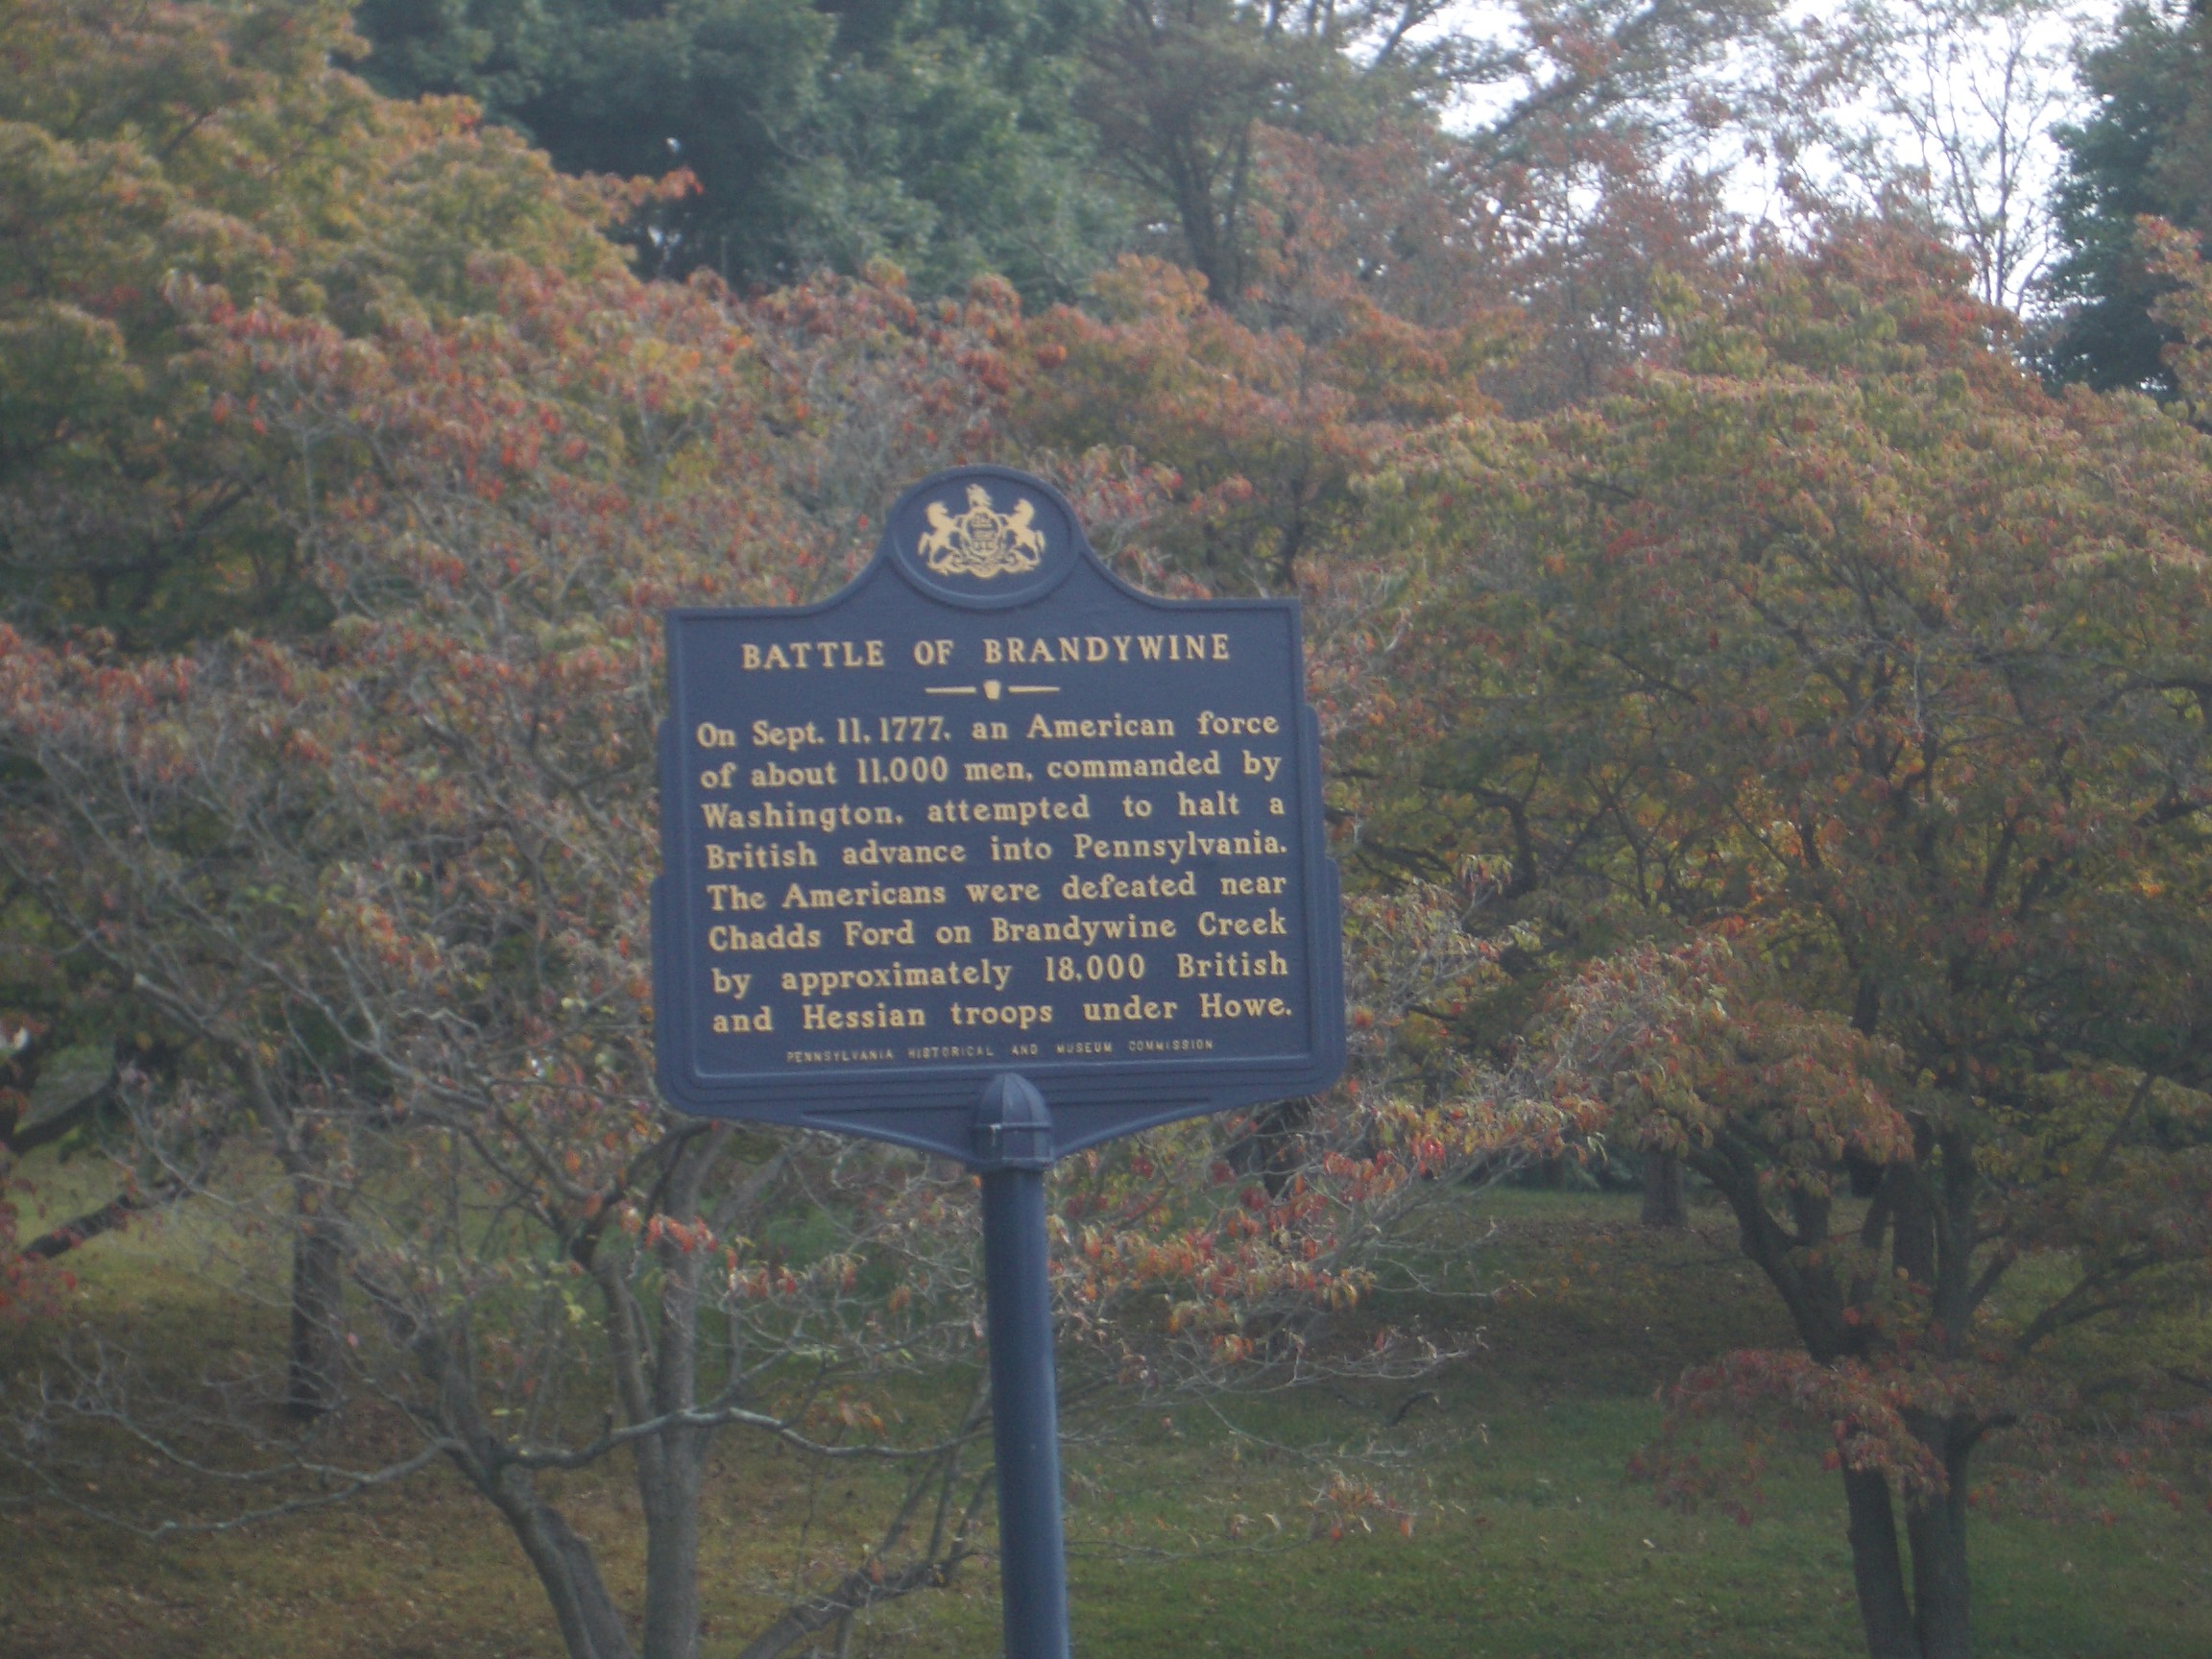 BATTLE OF BRANDYWINE
On Sept. 11, 1777, an American force
of about 11,000 men, commanded by
Washington, attempted to halt a
British advance into Pennsylvania.
The Americans were defeated near
Chadds Ford on Brandywine Creek
by approximately 18,000 British
and Hessian troops under Howe.
PENNSYLVANIA HISTORICAL AND MUSEUM COMMISSION